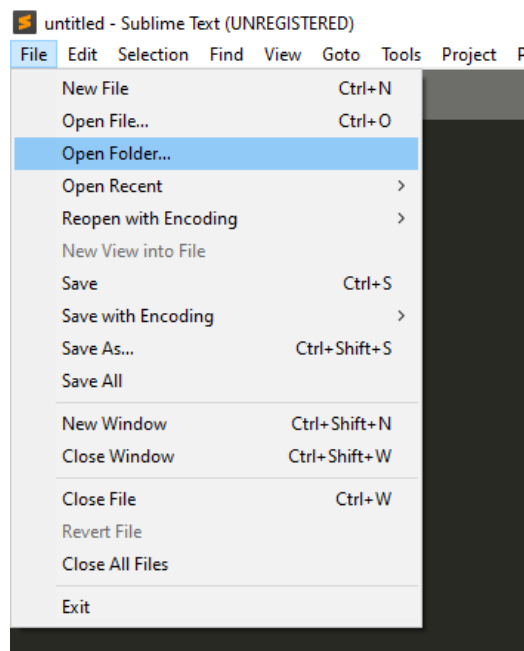 untitled - Sublime Text (UNREGISTERED)
File Edit Selection Find View Goto Tools Project
New File Ctrl+N
Open File... Ctrl+O
Open Folder...
Open Recent
Reopen with Encoding
New View into File
Save Ctrl+S
Save with Encoding
Save As... Ctrl+Shift+S
Save All
New Window Ctrl+Shift+N
Close Window Ctrl+Shift+W
Close File Ctrl+W
Revert File
Close All Files
Exit